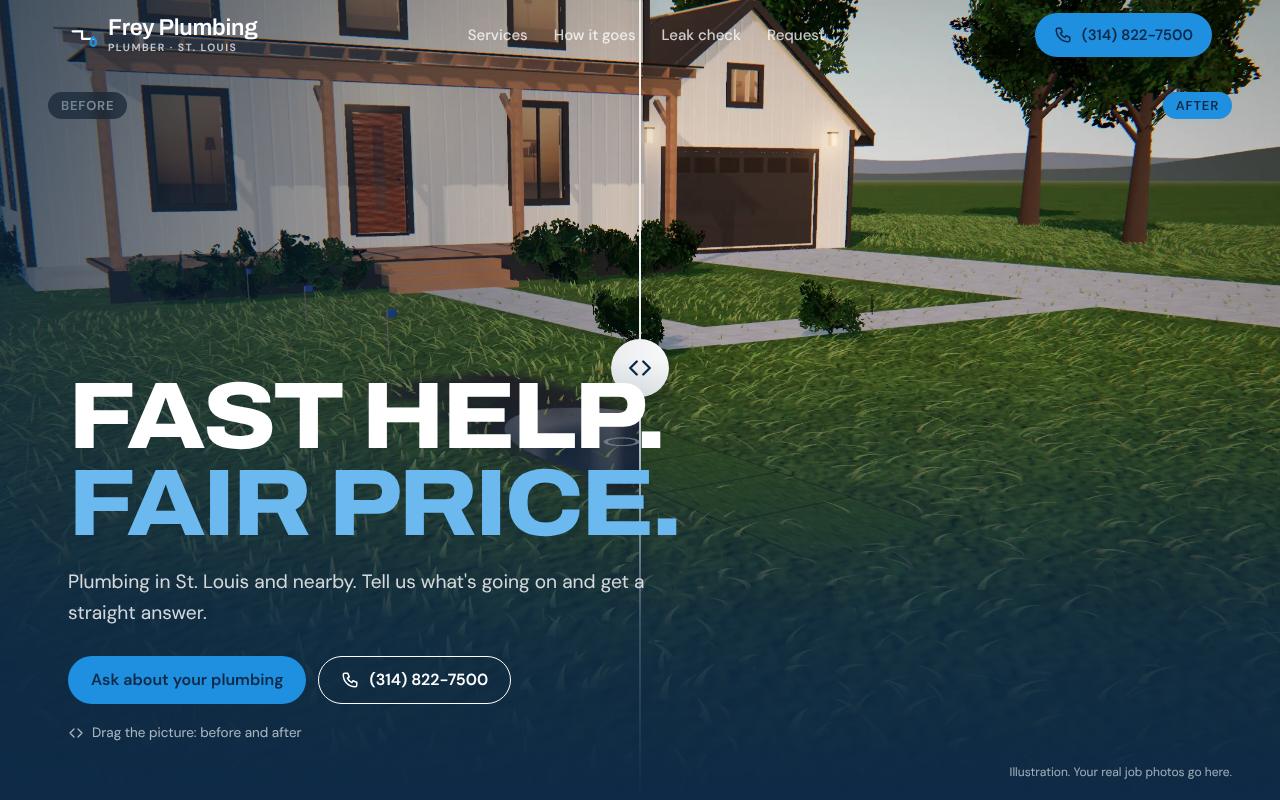 Frey Plumbing
PLUMBER · ST. LOUIS
Services
How it goes
Leak check
Request
(314) 822-7500
BEFORE
AFTER
FAST HELP.
FAIR PRICE.
Plumbing in St. Louis and nearby. Tell us what's going on and get a
straight answer.
Ask about your plumbing
(314) 822-7500
Drag the picture: before and after
Illustration. Your real job photos go here.